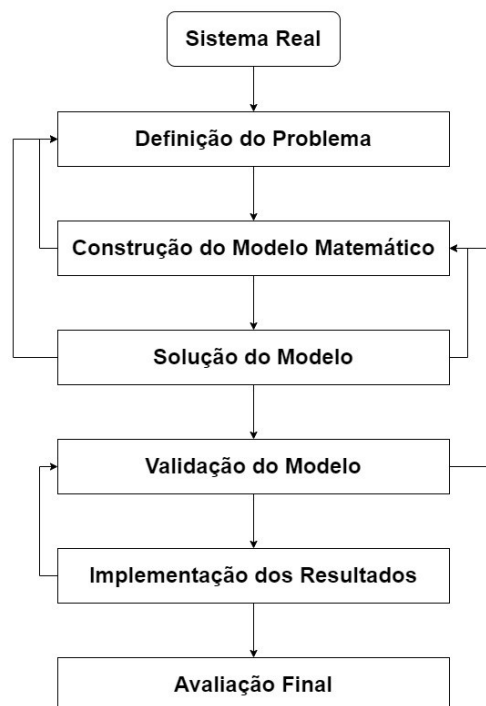 Sistema Real
Definição do Problema
Construção do Modelo Matemático
Solução do Modelo
Validação do Modelo
Implementação dos Resultados
Avaliação Final